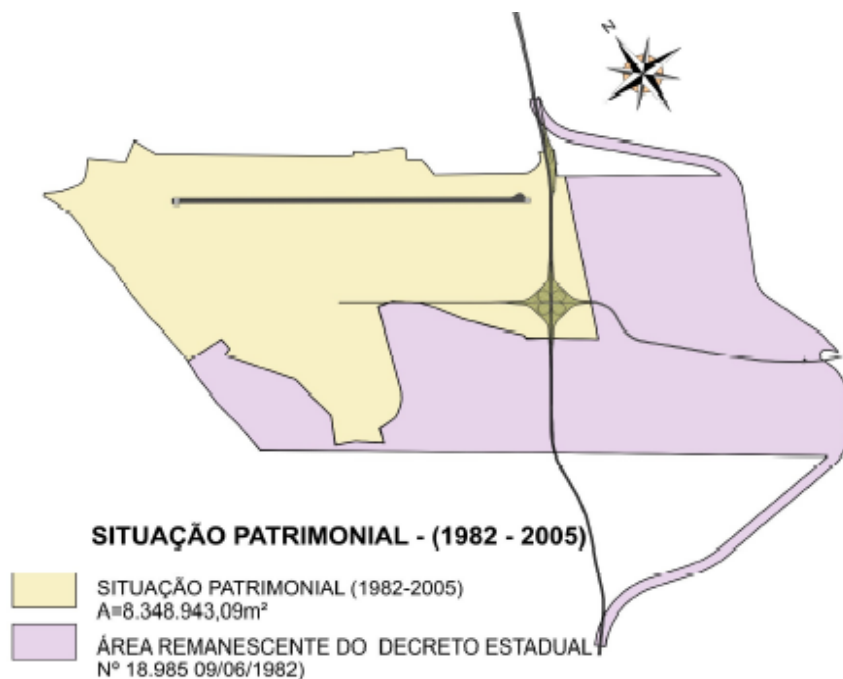 N
SITUAÇÃO PATRIMONIAL - (1982 - 2005)
SITUAÇÃO PATRIMONIAL (1982-2005)
A=8.348.943,09m²
ÁREA REMANESCENTE DO DECRETO ESTADUAL
Nº 18.985 09/06/1982)